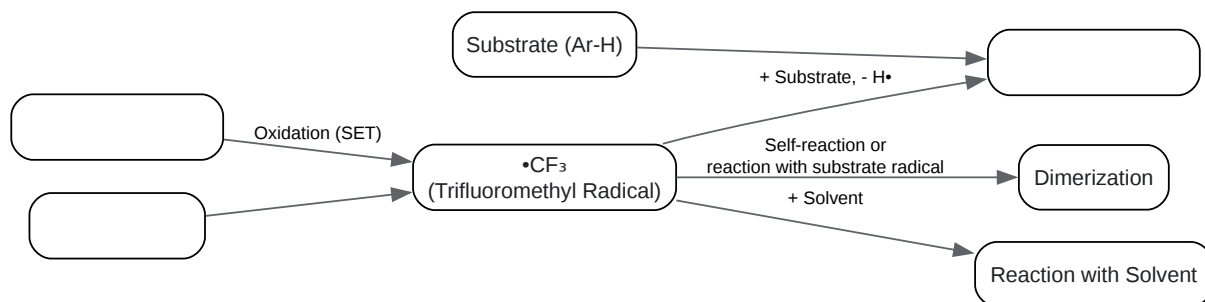 Substrate (Ar-H)
+ Substrate, - H•
Oxidation (SET)
•CF₃
(Trifluoromethyl Radical)
Self-reaction or
reaction with substrate radical
Dimerization
+ Solvent
Reaction with Solvent